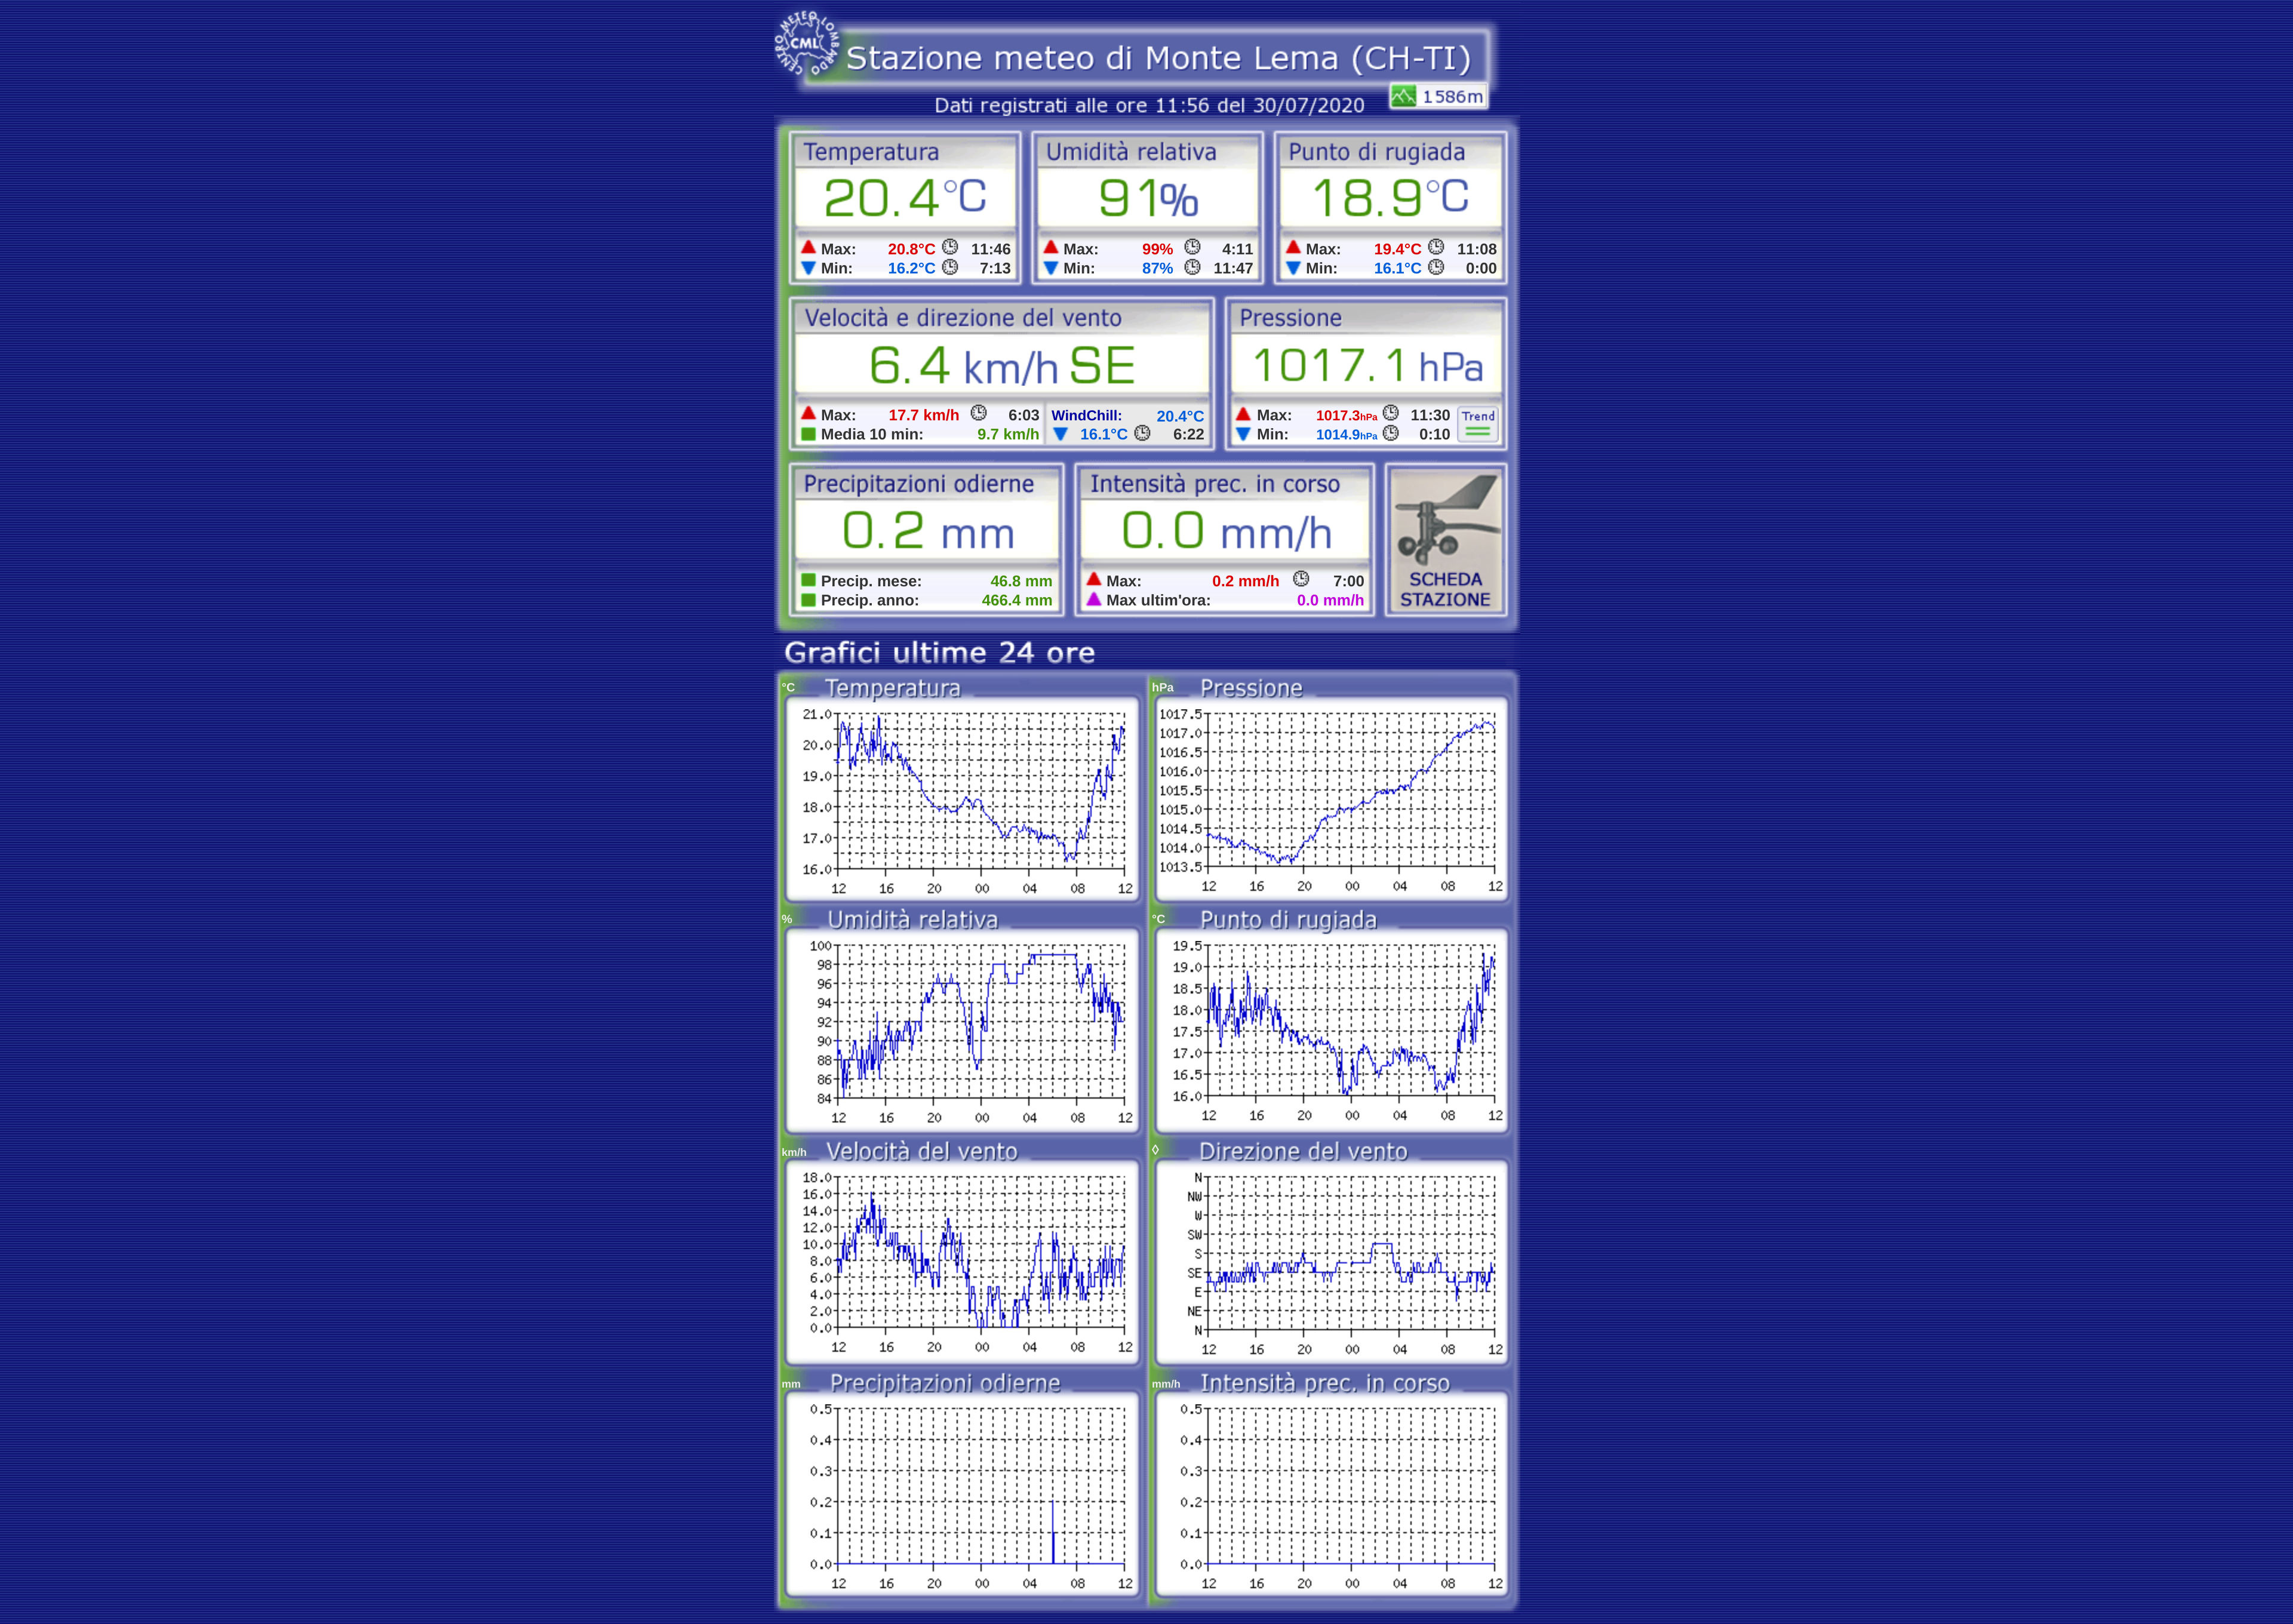 CENTRO METEO LOMBARDO
CML
Stazione meteo di Monte Lema (CH-TI)
1586m
Dati registrati alle ore 11:56 del 30/07/2020
Temperatura
20.4°C
Max: 20.8°C 11:46
Min: 16.2°C 7:13
Umidità relativa
91%
Max: 99% 4:11
Min: 87% 11:47
Punto di rugiada
18.9°C
Max: 19.4°C 11:08
Min: 16.1°C 0:00
Velocità e direzione del vento
6.4 km/h SE
Max: 17.7 km/h 6:03
Media 10 min: 9.7 km/h
WindChill: 20.4°C
16.1°C 6:22
Pressione
1017.1 hPa
Max: 1017.3hPa 11:30
Min: 1014.9hPa 0:10
Trend
Precipitazioni odierne
0.2 mm
Precip. mese: 46.8 mm
Precip. anno: 466.4 mm
Intensità prec. in corso
0.0 mm/h
Max: 0.2 mm/h 7:00
Max ultim'ora: 0.0 mm/h
SCHEDA
STAZIONE
Grafici ultime 24 ore
°C Temperatura
21.0
20.0
19.0
18.0
17.0
16.0
12 16 20 00 04 08 12
hPa Pressione
1017.5
1017.0
1016.5
1016.0
1015.5
1015.0
1014.5
1014.0
1013.5
12 16 20 00 04 08 12
% Umidità relativa
100
98
96
94
92
90
88
86
84
12 16 20 00 04 08 12
°C Punto di rugiada
19.5
19.0
18.5
18.0
17.5
17.0
16.5
16.0
12 16 20 00 04 08 12
km/h Velocità del vento
18.0
16.0
14.0
12.0
10.0
8.0
6.0
4.0
2.0
0.0
12 16 20 00 04 08 12
◊ Direzione del vento
N
NW
W
SW
S
SE
E
NE
N
12 16 20 00 04 08 12
mm Precipitazioni odierne
0.5
0.4
0.3
0.2
0.1
0.0
12 16 20 00 04 08 12
mm/h Intensità prec. in corso
0.5
0.4
0.3
0.2
0.1
0.0
12 16 20 00 04 08 12